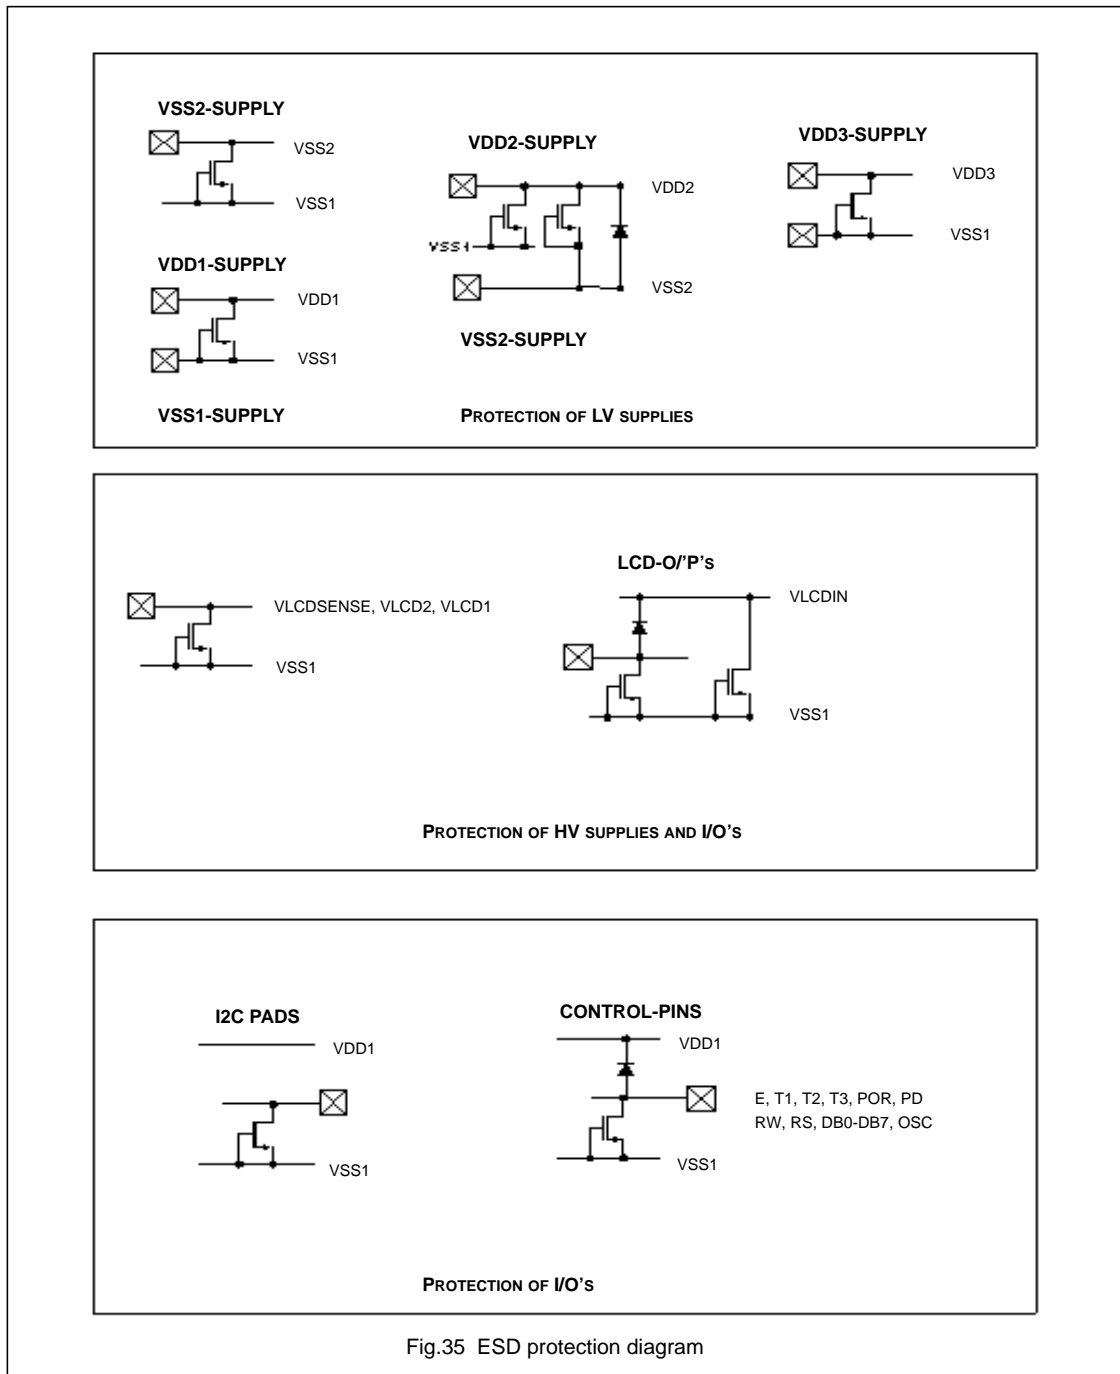 VSS2-SUPPLY
VSS2
VSS1
VDD1-SUPPLY
VDD1
VSS1
VSS1-SUPPLY
VDD2-SUPPLY
VDD2
VSS1
VSS2
VSS2-SUPPLY
VDD3-SUPPLY
VDD3
VSS1
PROTECTION OF LV SUPPLIES
VLCDSENSE, VLCD2, VLCD1
VSS1
LCD-O/'P'S
VLCDIN
VSS1
PROTECTION OF HV SUPPLIES AND I/O'S
I2C PADS
VDD1
VSS1
CONTROL-PINS
VDD1
E, T1, T2, T3, POR, PD
RW, RS, DB0-DB7, OSC
VSS1
PROTECTION OF I/O'S
Fig.35 ESD protection diagram